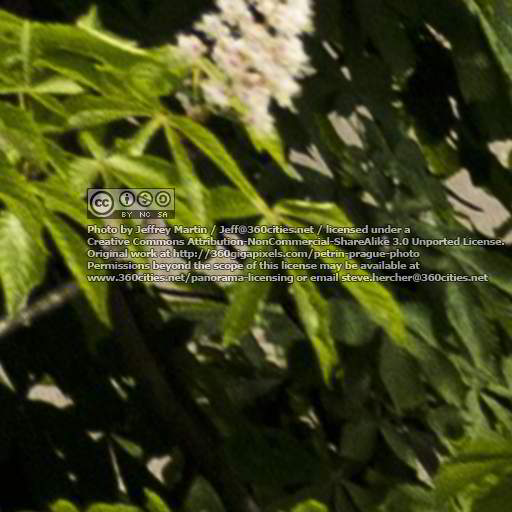 cc
BY NC SA
Photo by Jeffrey Martin / Jeff@360cities.net / licensed under a
Creative Commons Attribution-NonCommercial-ShareAlike 3.0 Unported License.
Original work at http://360gigapixels.com/petrin-prague-photo
Permissions beyond the scope of this license may be available at
www.360cities.net/panorama-licensing or email steve.hercher@360cities.net